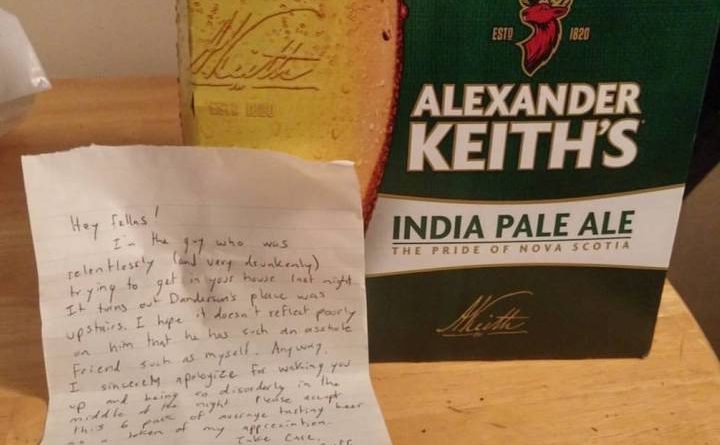 Keith
ESTD 1820
ALEXANDER
KEITH'S
INDIA PALE ALE
THE PRIDE OF NOVA SCOTIA
AKeith
Hey fellas!
I'm the guy who was
relentlessly (and very drunkenly)
trying to get in your house last night.
It turns out Danderson's place was
upstairs. I hope it doesn't reflect poorly
on him that he has such an asshole
friend such as myself. Anyway,
I sincerely apologize for waking you
up and being so disorderly in the
middle of the night Please accept
this 6 pack of average tasting beer
as a token of my appreciation.
Take Care,